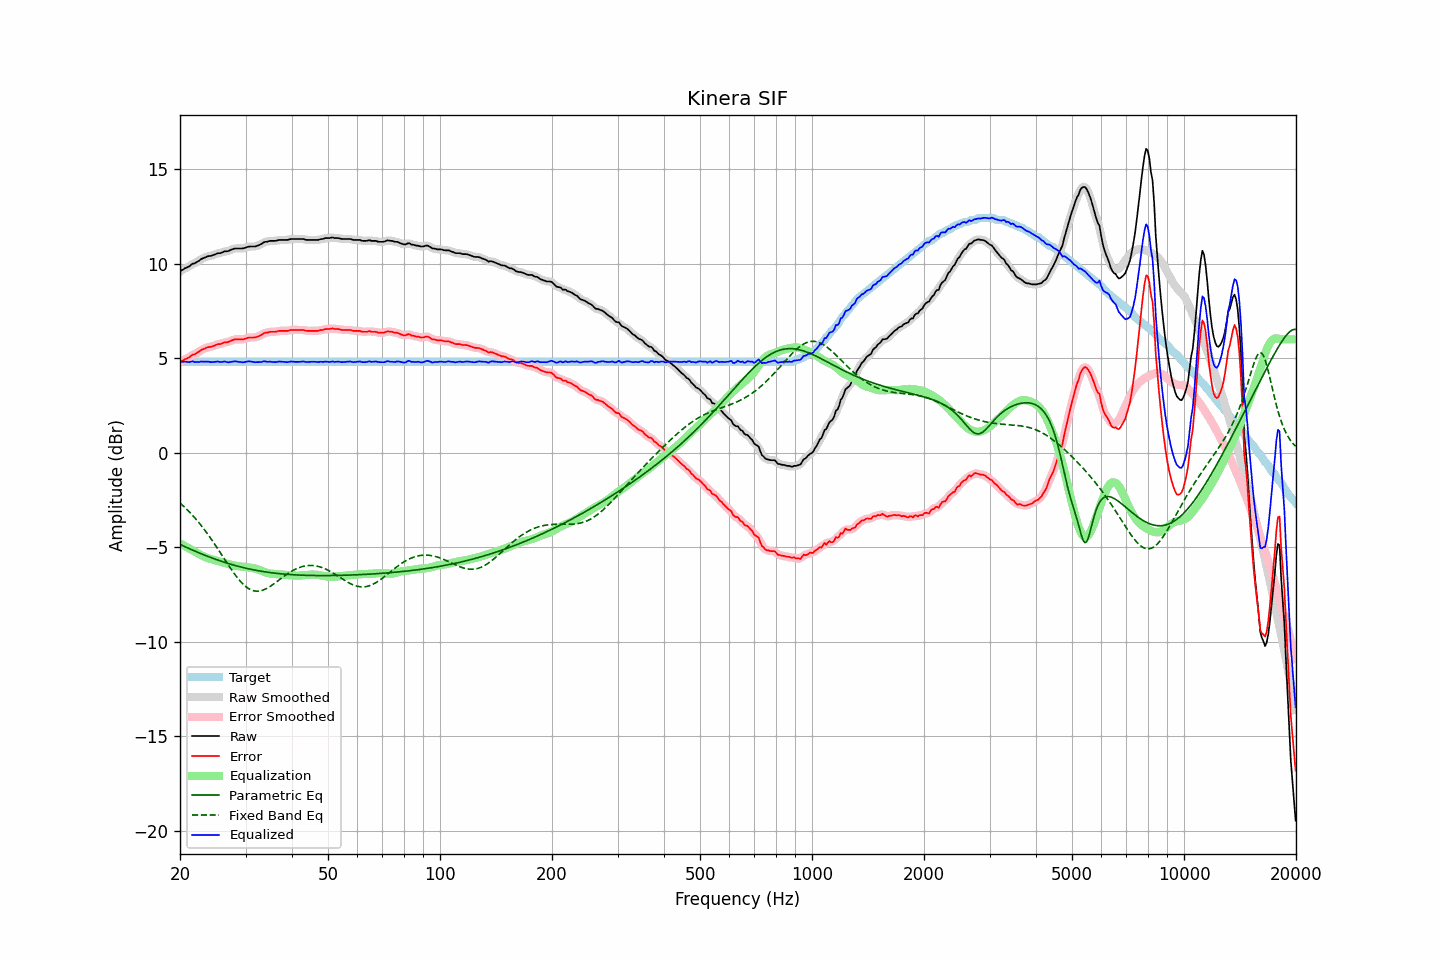 Kinera SIF
Amplitude (dBr)
15
10
5
0
−5
−10
−15
−20
Target
Raw Smoothed
Error Smoothed
Raw
Error
Equalization
Parametric Eq
Fixed Band Eq
Equalized
20 50 100 200 500 1000 2000 5000 10000 20000
Frequency (Hz)